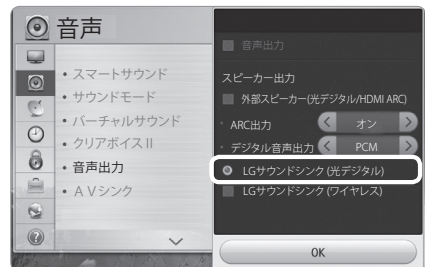 音声
・スマートサウンド
・サウンドモード
・バーチャルサウンド
・クリアボイスⅡ
・音声出力
・AVシンク
音声出力
スピーカー出力
外部スピーカー(光デジタル/HDMI ARC)
・ARC出力 オン
・デジタル音声出力 PCM
LGサウンドシンク (光デジタル)
LGサウンドシンク (ワイヤレス)
OK